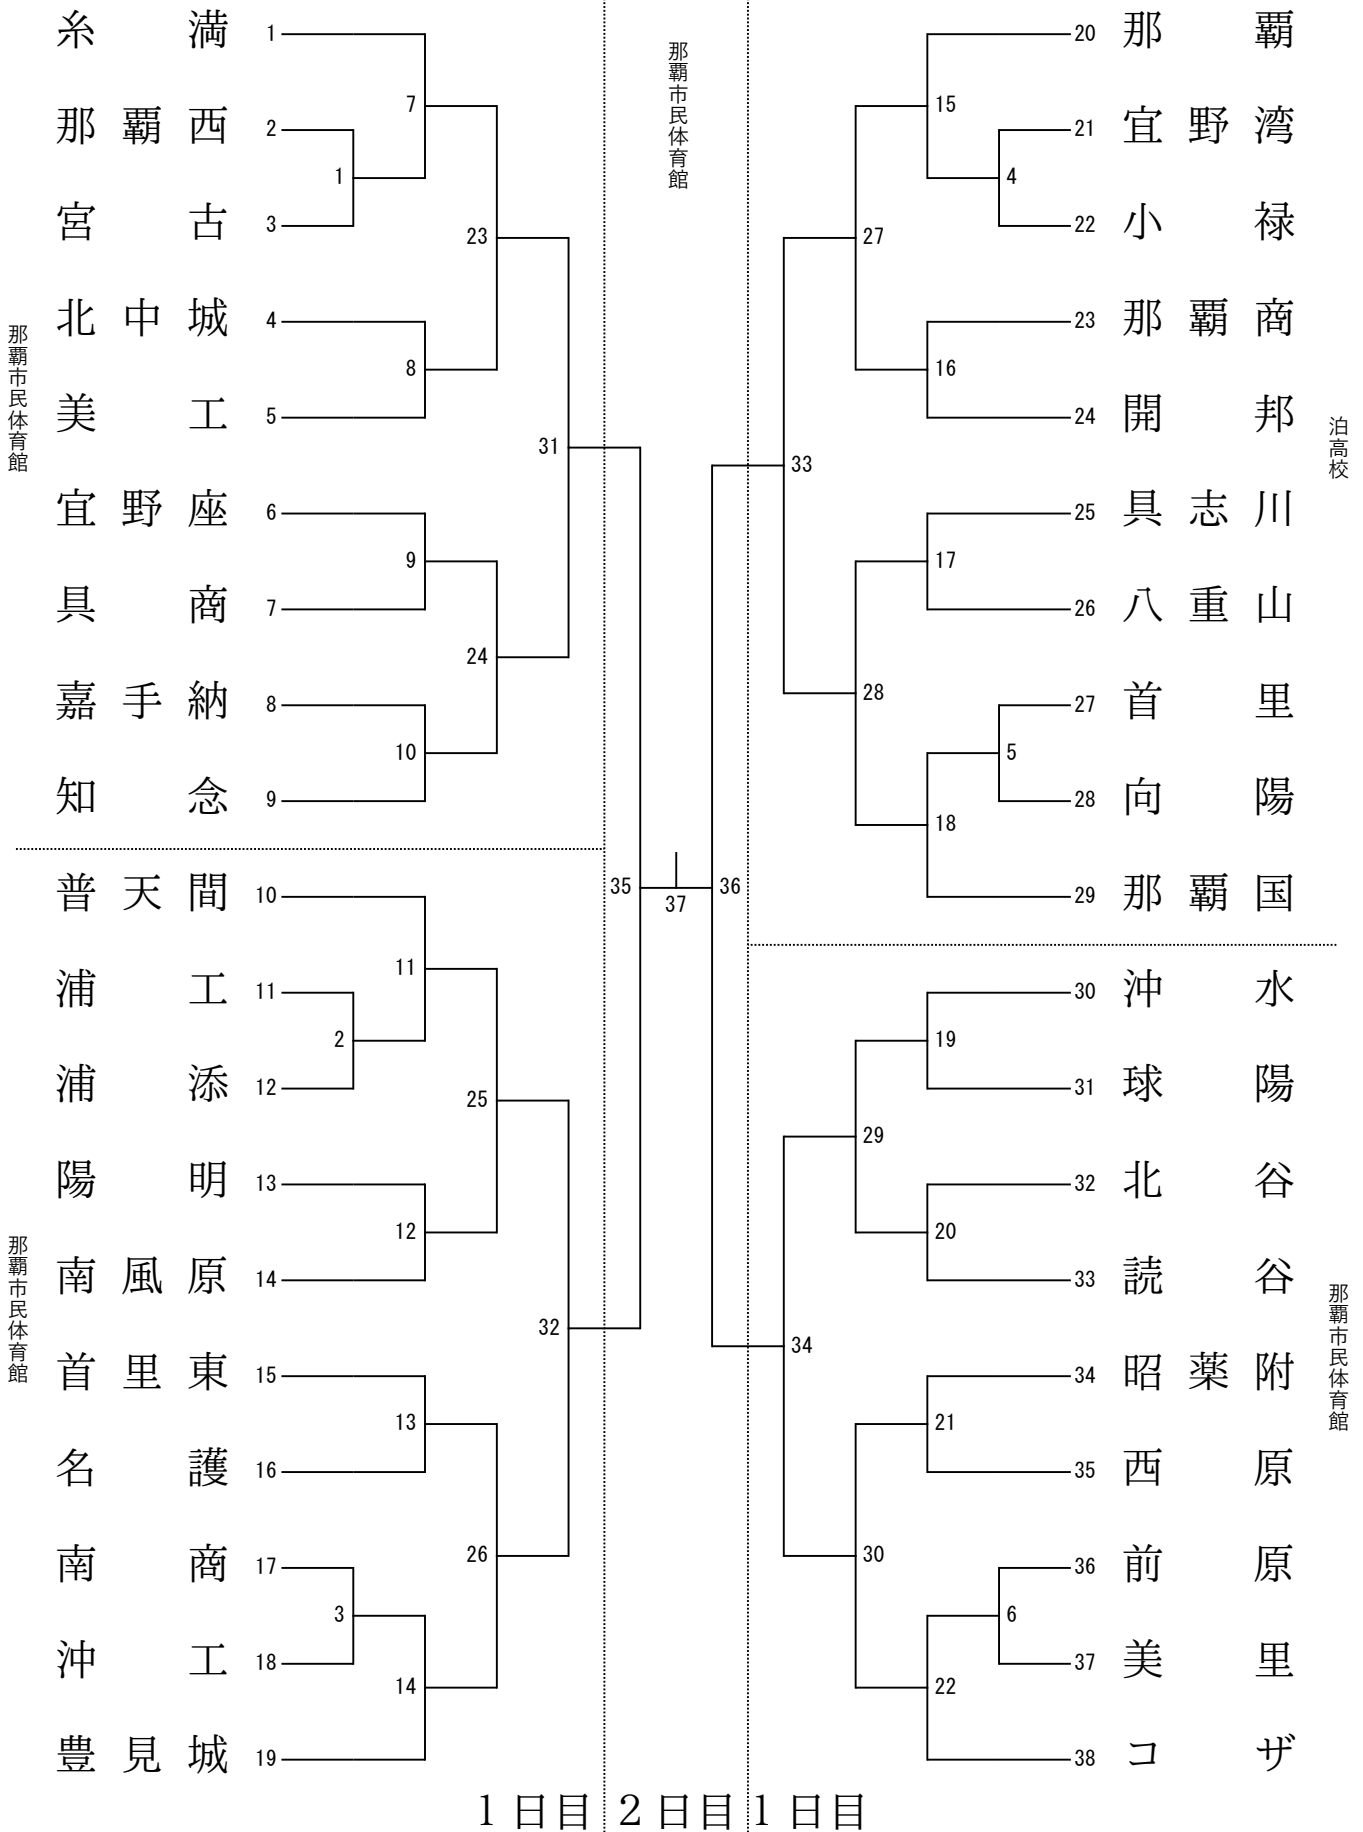 糸満 1
7
那覇西 2
1
宮古 3
23
北中城 4
8
美工 5
31
宜野座 6
9
具商 7
24
嘉手納 8
10
知念 9
那覇市民体育館
普天間 10
11
浦工 11
2
浦添 12
25
陽明 13
12
南風原 14
32
首里東 15
13
名護 16
26
南商 17
3
沖工 18
14
豊見城 19
那覇市民体育館
那覇市民体育館
35
37
36
20 那覇
15
21 宜野湾
4
22 小禄
27
23 那覇商
16
24 開邦
33
25 具志川
17
26 八重山
28
27 首里
5
28 向陽
18
29 那覇国
泊高校
30 沖水
19
31 球陽
29
32 北谷
20
33 読谷
34
34 昭薬附
21
35 西原
30
36 前原
6
37 美里
22
38 コザ
那覇市民体育館
1日目 2日目 1日目